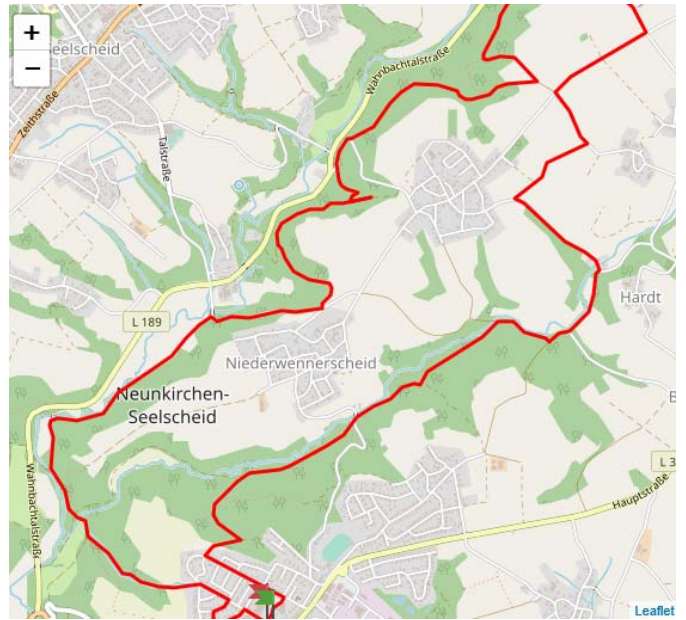 +
Seelscheid
−
Zeithstraße
Talstraße
Wahnbachtalstraße
Hardt
L 189
Niederwennerscheid
Neunkirchen-
Seelscheid
B
L 3
Hauptstraße
Wahnbachtalstraße
Leaflet